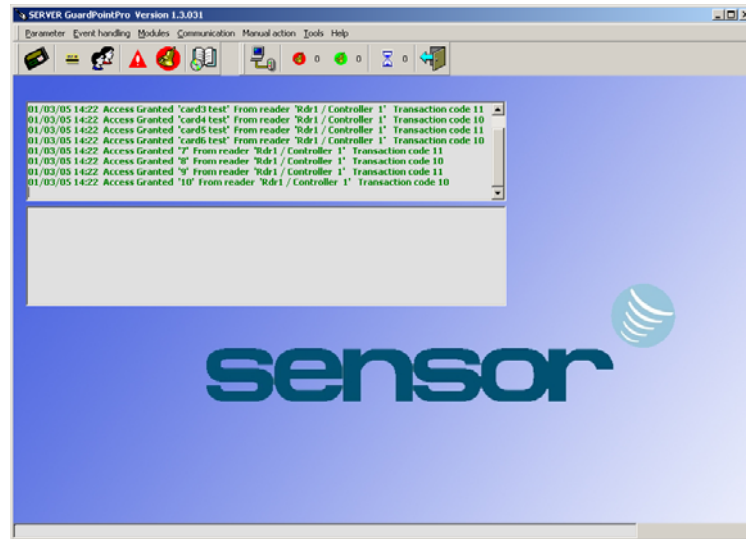 SERVER GuardPointPro Version 1.3.031
Parameter Event handling Modules Communication Manual action Tools Help
0 0 0
01/03/05 14:22 Access Granted 'card3 test' From reader 'Rdr1 / Controller 1' Transaction code 11
01/03/05 14:22 Access Granted 'card4 test' From reader 'Rdr1 / Controller 1' Transaction code 10
01/03/05 14:22 Access Granted 'card5 test' From reader 'Rdr1 / Controller 1' Transaction code 11
01/03/05 14:22 Access Granted 'card6 test' From reader 'Rdr1 / Controller 1' Transaction code 10
01/03/05 14:22 Access Granted '7' From reader 'Rdr1 / Controller 1' Transaction code 11
01/03/05 14:22 Access Granted '8' From reader 'Rdr1 / Controller 1' Transaction code 10
01/03/05 14:22 Access Granted '9' From reader 'Rdr1 / Controller 1' Transaction code 11
01/03/05 14:22 Access Granted '10' From reader 'Rdr1 / Controller 1' Transaction code 10
sensor